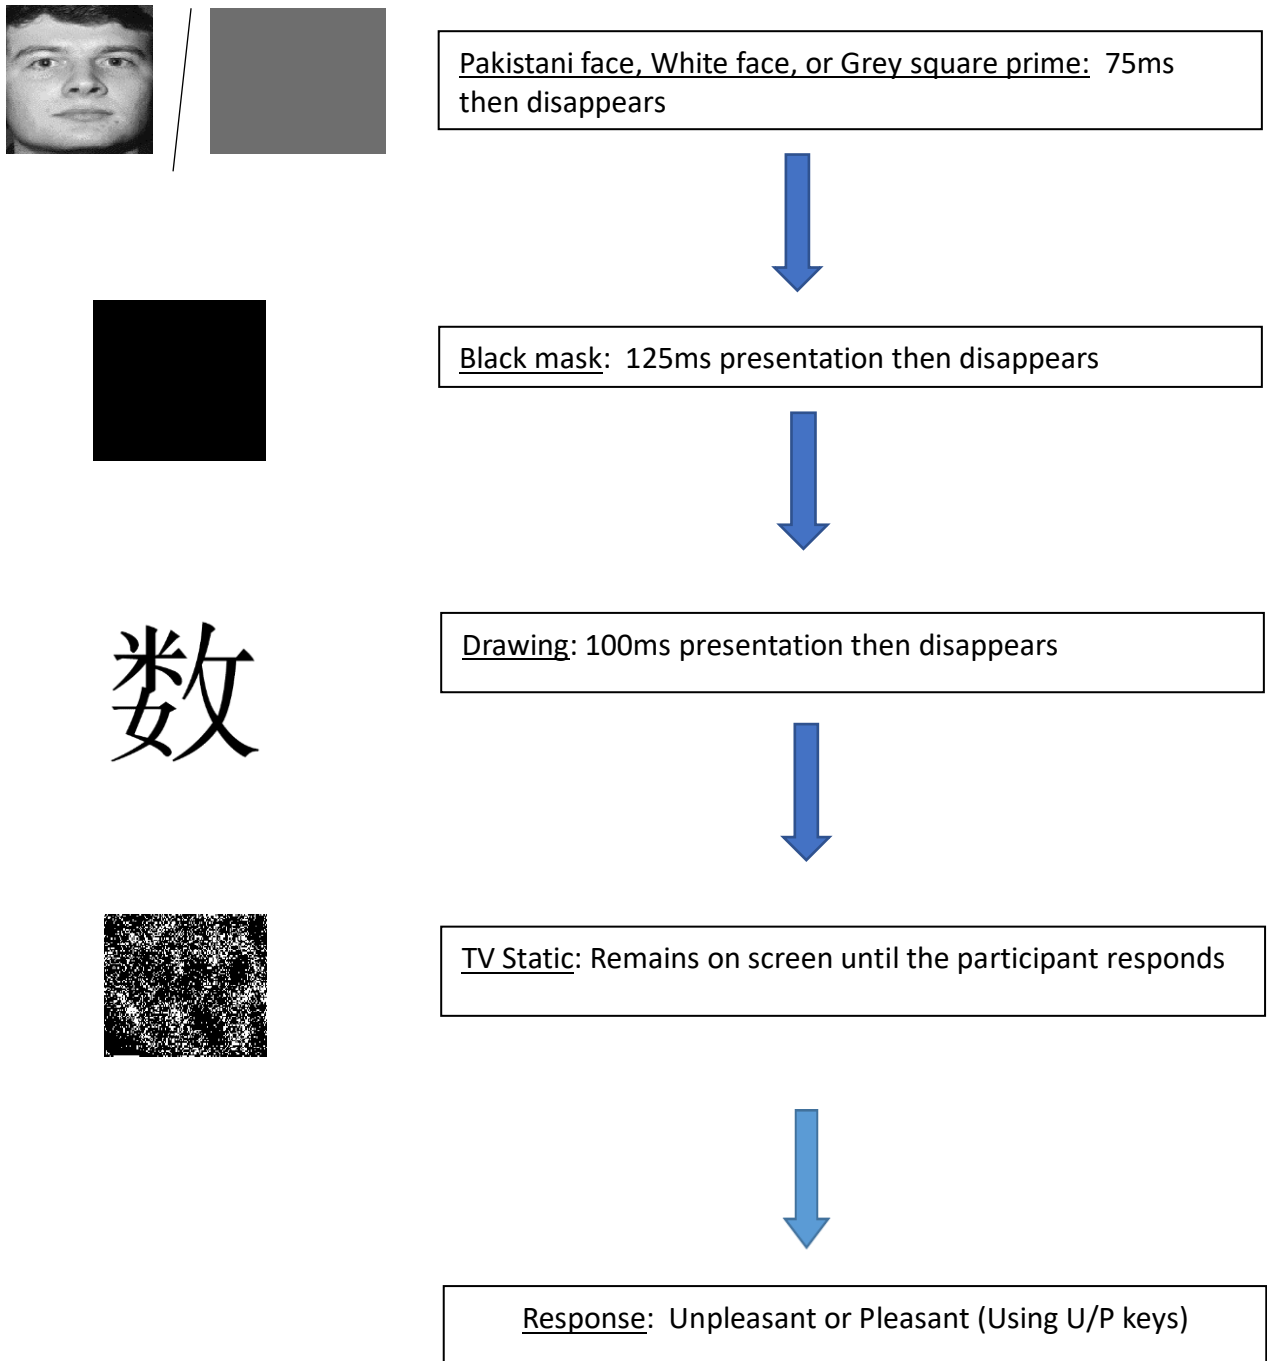 Pakistani face, White face, or Grey square prime: 75ms
then disappears
Black mask: 125ms presentation then disappears
数
Drawing: 100ms presentation then disappears
TV Static: Remains on screen until the participant responds
Response: Unpleasant or Pleasant (Using U/P keys)